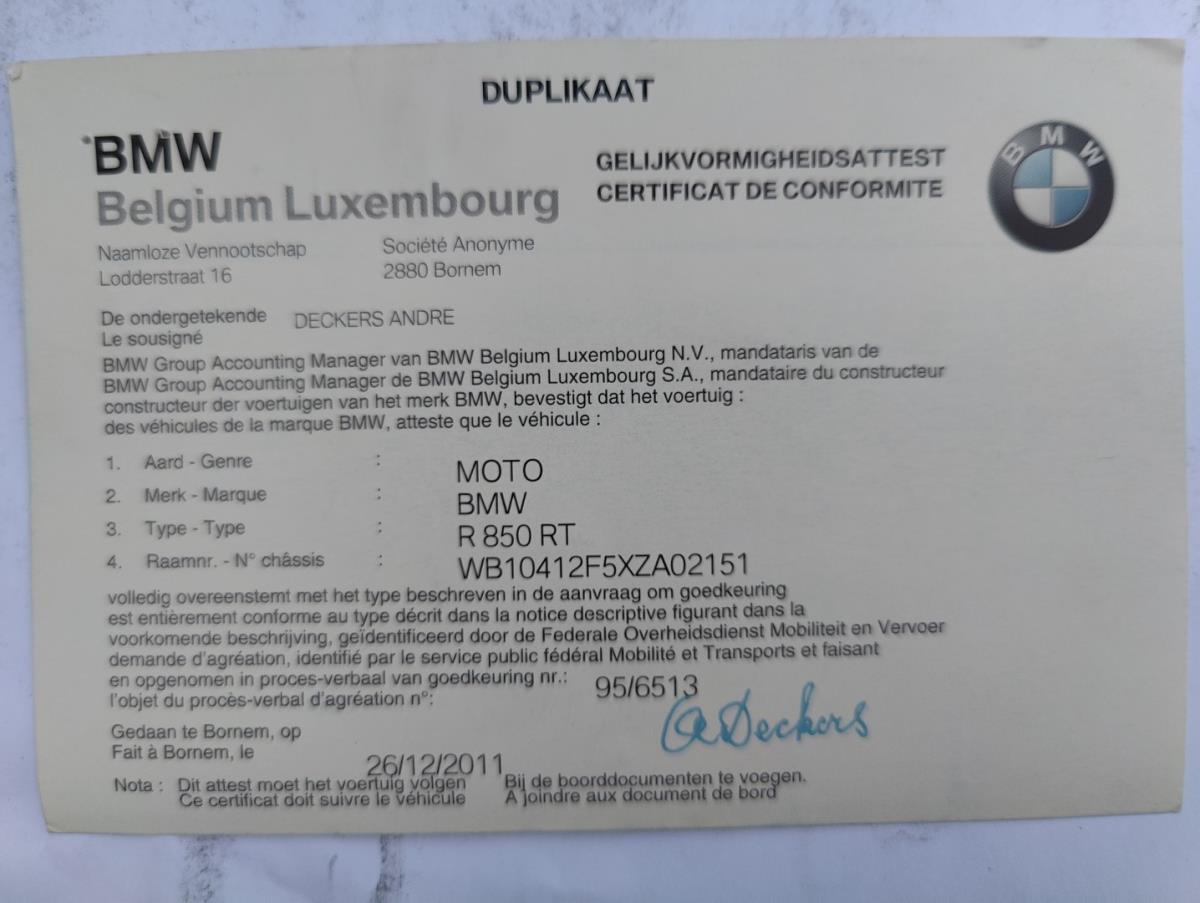 DUPLIKAAT
BMW
Belgium Luxembourg
GELIJKVORMIGHEIDSATTEST
CERTIFICAT DE CONFORMITE
BMW
Naamloze Vennootschap Société Anonyme
Lodderstraat 16 2880 Bornem
De ondergetekende DECKERS ANDRE
Le sousigné
BMW Group Accounting Manager van BMW Belgium Luxembourg N.V., mandataris van de
BMW Group Accounting Manager de BMW Belgium Luxembourg S.A., mandataire du constructeur
constructeur der voertuigen van het merk BMW, bevestigt dat het voertuig :
des véhicules de la marque BMW, atteste que le véhicule :
1. Aard - Genre : MOTO
2. Merk - Marque : BMW
3. Type - Type : R 850 RT
4. Raamnr. - N° châssis : WB10412F5XZA02151
volledig overeenstemt met het type beschreven in de aanvraag om goedkeuring
est entièrement conforme au type décrit dans la notice descriptive figurant dans la
voorkomende beschrijving, geïdentificeerd door de Federale Overheidsdienst Mobiliteit en Vervoer
demande d'agréation, identifié par le service public fédéral Mobilité et Transports et faisant
en opgenomen in proces-verbaal van goedkeuring nr.: 95/6513
l'objet du procès-verbal d'agréation n°:
ADeckers
Gedaan te Bornem, op
Fait à Bornem, le 26/12/2011
Nota : Dit attest moet het voertuig volgen Bij de boorddocumenten te voegen.
Ce certificat doit suivre le véhicule A joindre aux document de bord